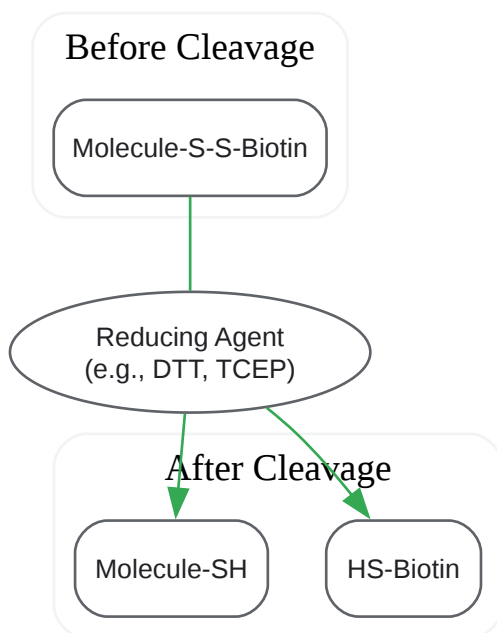 Before Cleavage
Molecule-S-S-Biotin
Reducing Agent
(e.g., DTT, TCEP)
After Cleavage
Molecule-SH
HS-Biotin